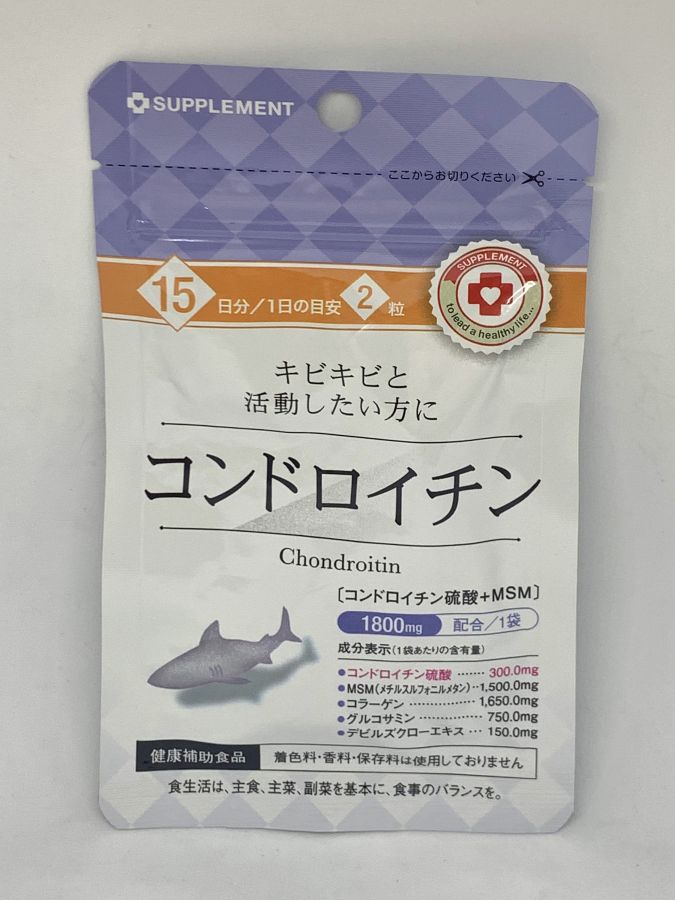 SUPPLEMENT
ここからお切りください
15日分/1日の目安2粒
SUPPLEMENT
to lead a healthy life...
キビキビと
活動したい方に
コンドロイチン
Chondroitin
〔コンドロイチン硫酸+MSM〕
1800mg 配合/1袋
成分表示(1袋あたりの含有量)
●コンドロイチン硫酸 ‥‥‥ 300.0mg
●MSM(メチルスルフォニルメタン)‥1,500.0mg
●コラーゲン ‥‥‥‥‥‥ 1,650.0mg
●グルコサミン ‥‥‥‥‥ 750.0mg
●デビルズクローエキス ‥‥ 150.0mg
健康補助食品 着色料・香料・保存料は使用しておりません
食生活は、主食、主菜、副菜を基本に、食事のバランスを。